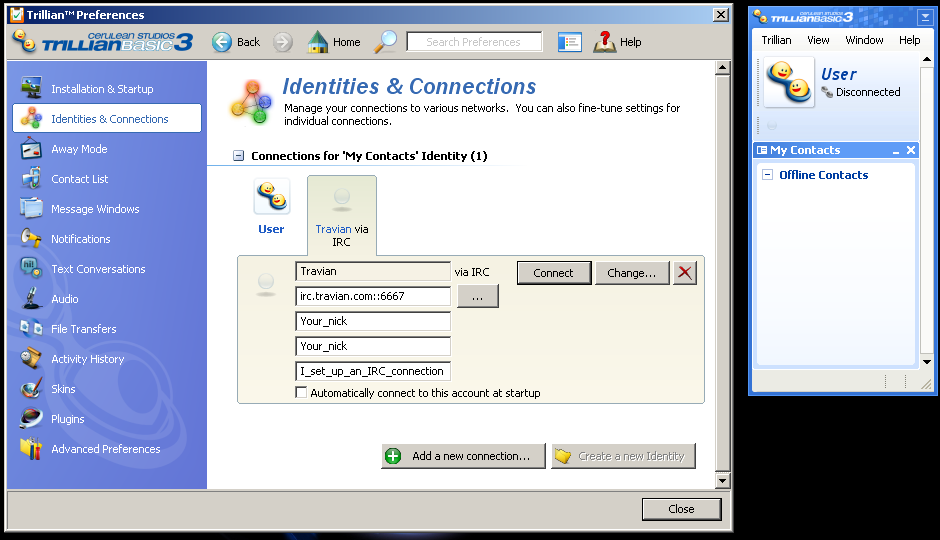 Trillian™ Preferences
CERULEAN STUDIOS
TRILLIAN BASIC 3
Back
Home
Search Preferences
Help
Installation & Startup
Identities & Connections
Away Mode
Contact List
Message Windows
Notifications
Text Conversations
Audio
File Transfers
Activity History
Skins
Plugins
Advanced Preferences
Identities & Connections
Manage your connections to various networks. You can also fine-tune settings for
individual connections.
Connections for 'My Contacts' Identity (1)
User
Travian via
IRC
Travian
via IRC
Connect
Change...
irc.travian.com::6667
...
Your_nick
Your_nick
I_set_up_an_IRC_connection
Automatically connect to this account at startup
Add a new connection...
Create a new Identity
Close
CERULEAN STUDIOS
TRILLIAN BASIC 3
Trillian
View
Window
Help
User
Disconnected
My Contacts
Offline Contacts